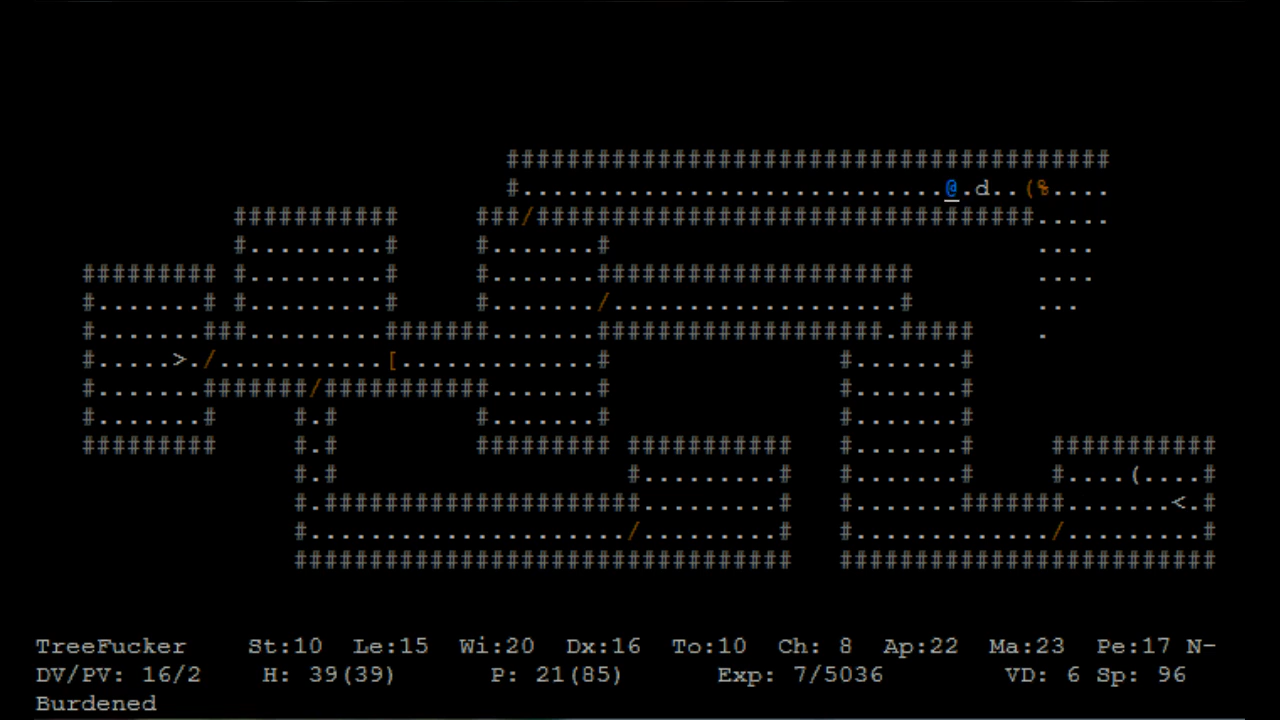 TreeFucker St:10 Le:15 Wi:20 Dx:16 To:10 Ch: 8 Ap:22 Ma:23 Pe:17 N-
DV/PV: 16/2 H: 39(39) P: 21(85) Exp: 7/5036 VD: 6 Sp: 96
Burdened